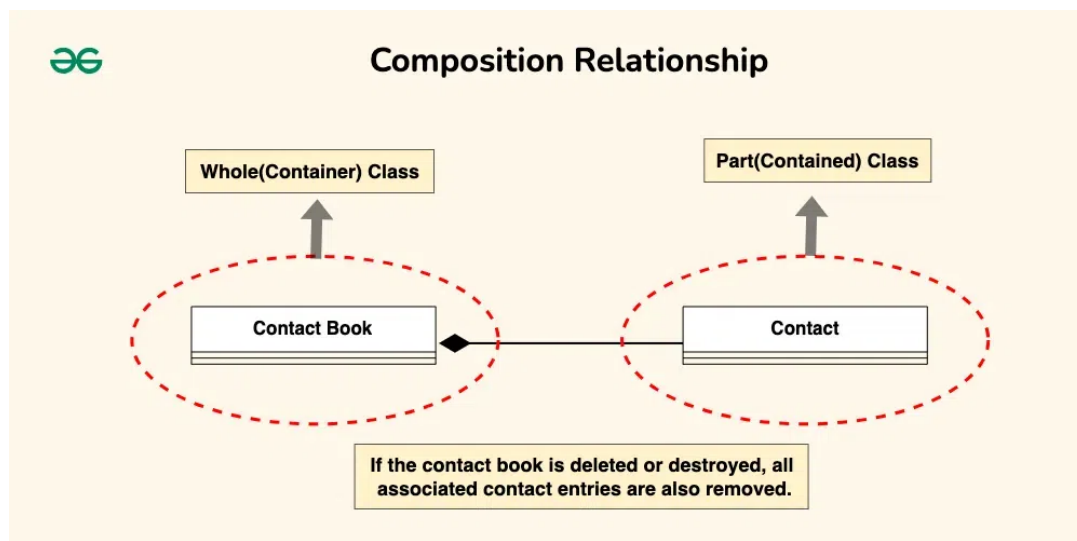 Composition Relationship
Whole(Container) Class
Part(Contained) Class
Contact Book
Contact
If the contact book is deleted or destroyed, all
associated contact entries are also removed.